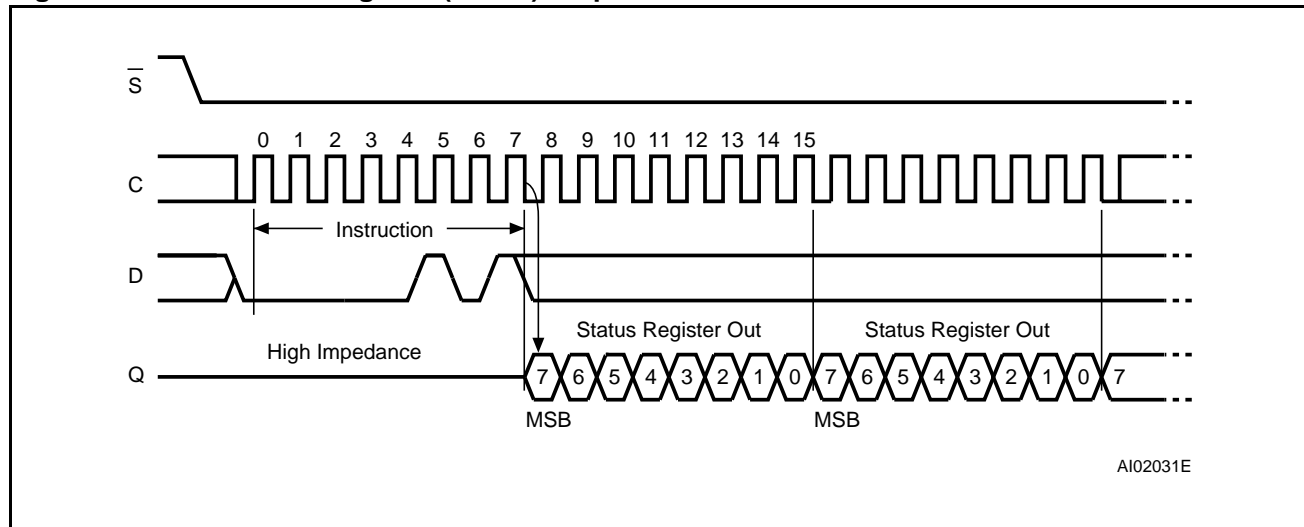 S
0 1 2 3 4 5 6 7 8 9 10 11 12 13 14 15
C
Instruction
D
Status Register Out Status Register Out
High Impedance
Q 7 6 5 4 3 2 1 0 7 6 5 4 3 2 1 0 7
MSB MSB
AI02031E